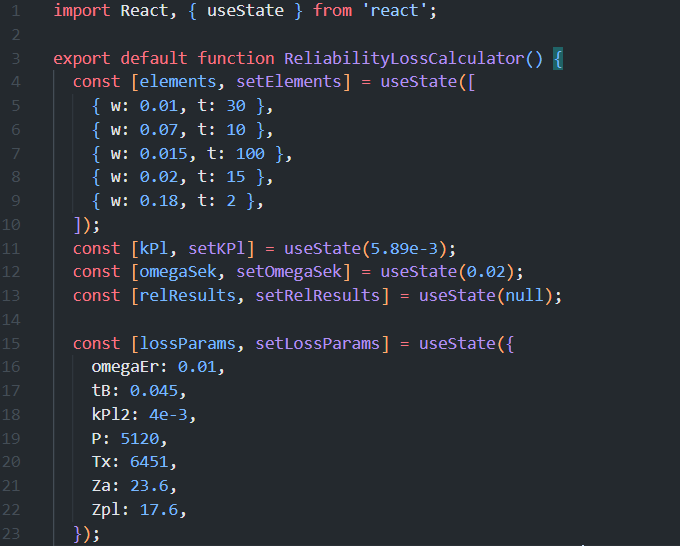 1 import React, { useState } from 'react';
2
3 export default function ReliabilityLossCalculator() {
4   const [elements, setElements] = useState([
5     { w: 0.01, t: 30 },
6     { w: 0.07, t: 10 },
7     { w: 0.015, t: 100 },
8     { w: 0.02, t: 15 },
9     { w: 0.18, t: 2 },
10   ]);
11   const [kPl, setKPl] = useState(5.89e-3);
12   const [omegaSek, setOmegaSek] = useState(0.02);
13   const [relResults, setRelResults] = useState(null);
14
15   const [lossParams, setLossParams] = useState({
16     omegaEr: 0.01,
17     tB: 0.045,
18     kPl2: 4e-3,
19     P: 5120,
20     Tx: 6451,
21     Za: 23.6,
22     Zpl: 17.6,
23   });